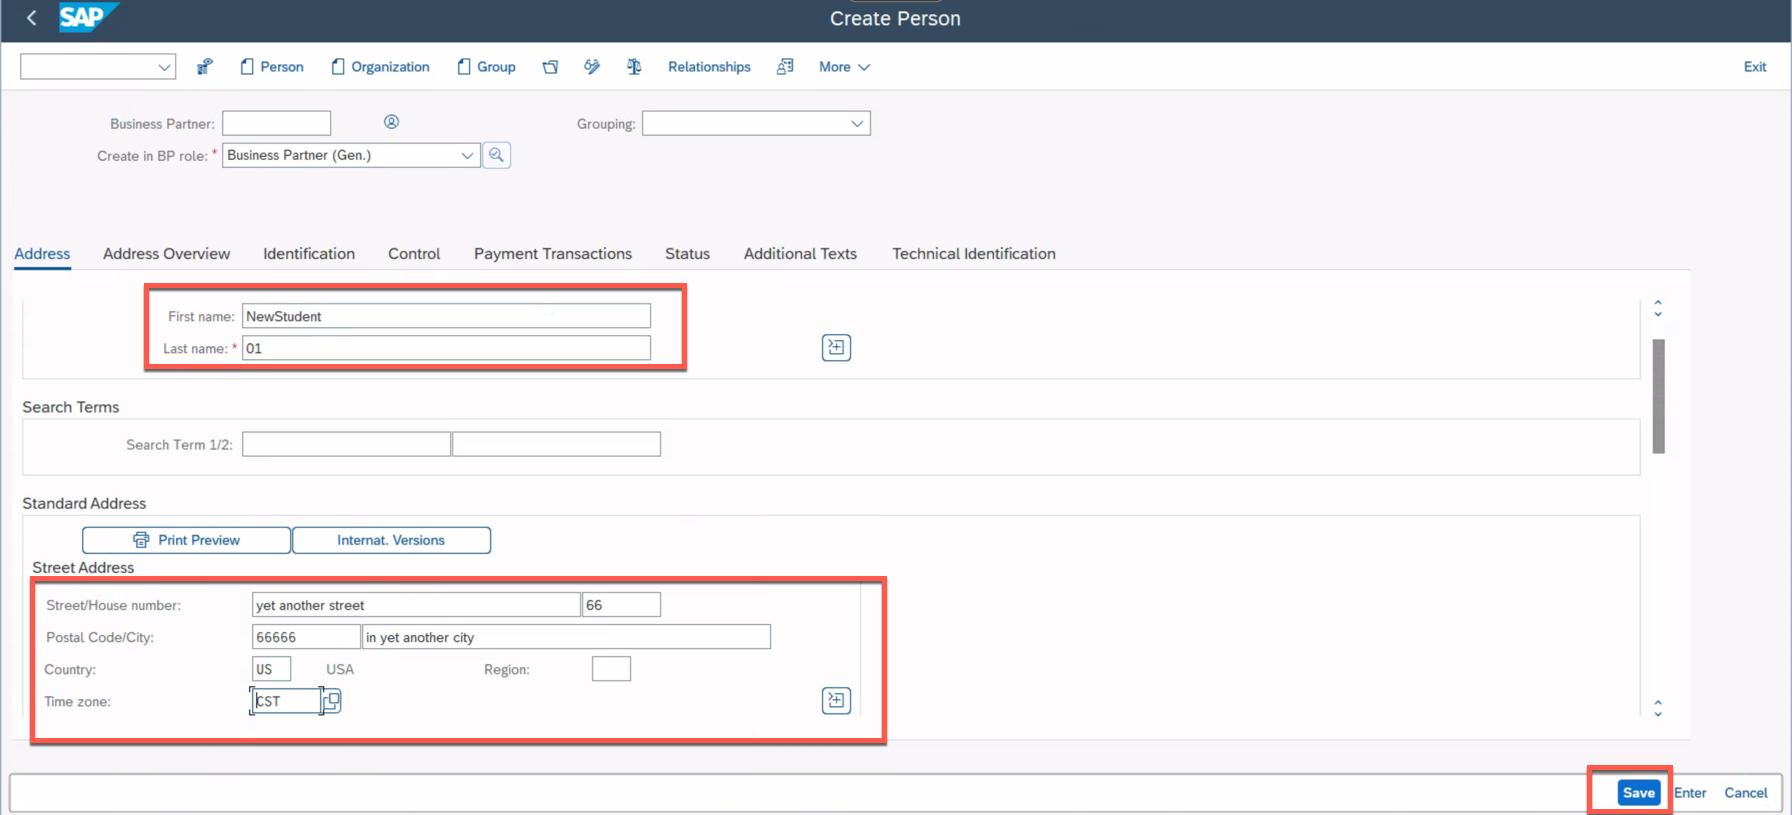 SAP Create Person
Person Organization Group Relationships More Exit
Business Partner: Grouping:
Create in BP role: * Business Partner (Gen.)
Address Address Overview Identification Control Payment Transactions Status Additional Texts Technical Identification
First name: NewStudent
Last name: * 01
Search Terms
Search Term 1/2:
Standard Address
Print Preview Internat. Versions
Street Address
Street/House number: yet another street 66
Postal Code/City: 66666 in yet another city
Country: US USA Region:
Time zone: CST
Save Enter Cancel